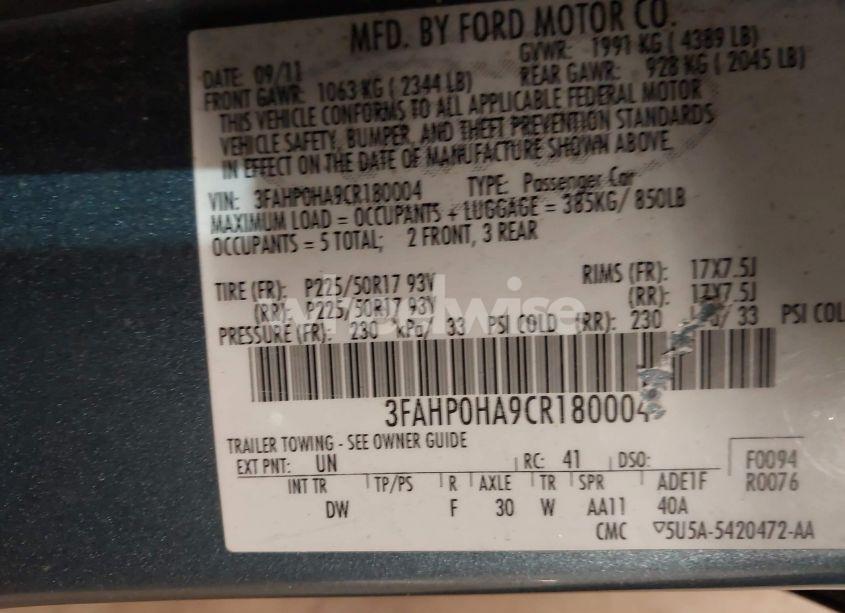 MFD. BY FORD MOTOR CO.
DATE: 09/11 GVWR: 1991 KG ( 4389 LB)
FRONT GAWR: 1063 KG ( 2344 LB) REAR GAWR: 928 KG ( 2045 LB)
THIS VEHICLE CONFORMS TO ALL APPLICABLE FEDERAL MOTOR
VEHICLE SAFETY, BUMPER, AND THEFT PREVENTION STANDARDS
IN EFFECT ON THE DATE OF MANUFACTURE SHOWN ABOVE.
VIN: 3FAHP0HA9CR180004 TYPE: Passenger Car
MAXIMUM LOAD = OCCUPANTS + LUGGAGE = 385KG/ 850LB
OCCUPANTS = 5 TOTAL; 2 FRONT, 3 REAR
TIRE (FR): P225/50R17 93V RIMS (FR): 17X7.5J
(RR): P225/50R17 93V (RR): 17X7.5J
PRESSURE (FR): 230 kPa/ 33 PSI COLD (RR): 230 kPa/ 33 PSI COL
3FAHP0HA9CR180004
TRAILER TOWING - SEE OWNER GUIDE
EXT PNT: UN RC: 41 DSO: F0094
INT TR TP/PS R AXLE TR SPR ADE1F R0076
DW F 30 W AA11 40A
CMC ▽5U5A-5420472-AA